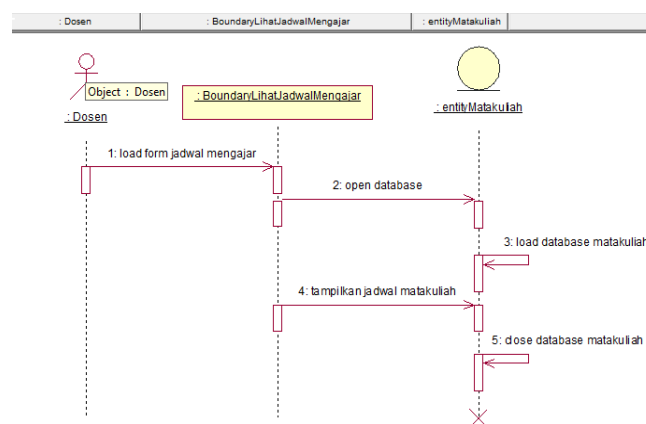 : Dosen
: BoundaryLihatJadwalMengajar
: entityMatakuliah
Object : Dosen
: BoundaryLihatJadwalMengajar
: entityMatakuliah
: Dosen
1: load form jadwal mengajar
2: open database
3: load database matakuliah
4: tampilkan jadwal matakuliah
5: close database matakuliah